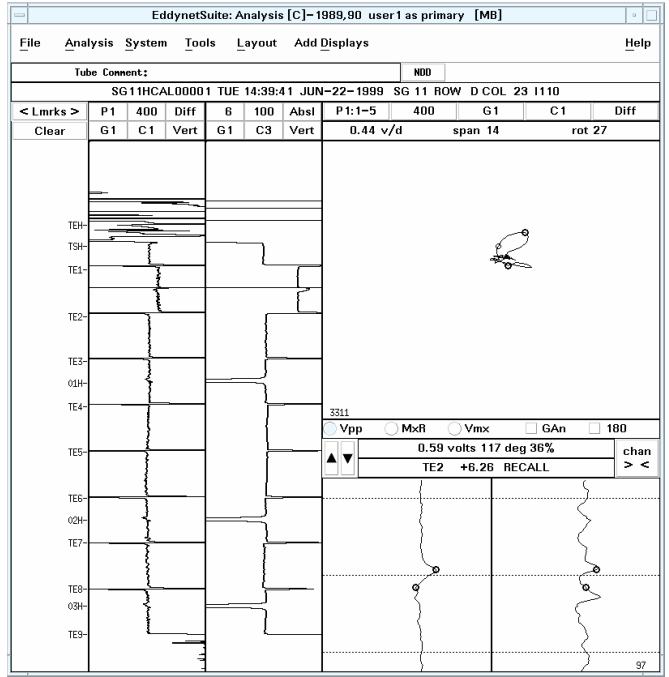 EddynetSuite: Analysis [C]-1989,90 user1 as primary [MB]
File Analysis System Tools Layout Add Displays Help
Tube Comment: NDD
SG11HCAL00001 TUE 14:39:41 JUN-22-1999 SG 11 ROW D COL 23 I110
< Lmrks > P1 400 Diff 6 100 Absl P1:1-5 400 G1 C1 Diff
Clear G1 C1 Vert G1 C3 Vert 0.44 v/d span 14 rot 27
TEH
TSH
TE1
TE2
TE3
01H
TE4
3311
Vpp MxR Vmx GAn 180
0.59 volts 117 deg 36% chan
TE2 +6.26 RECALL > <
TE5
TE6
02H
TE7
TE8
03H
TE9
97